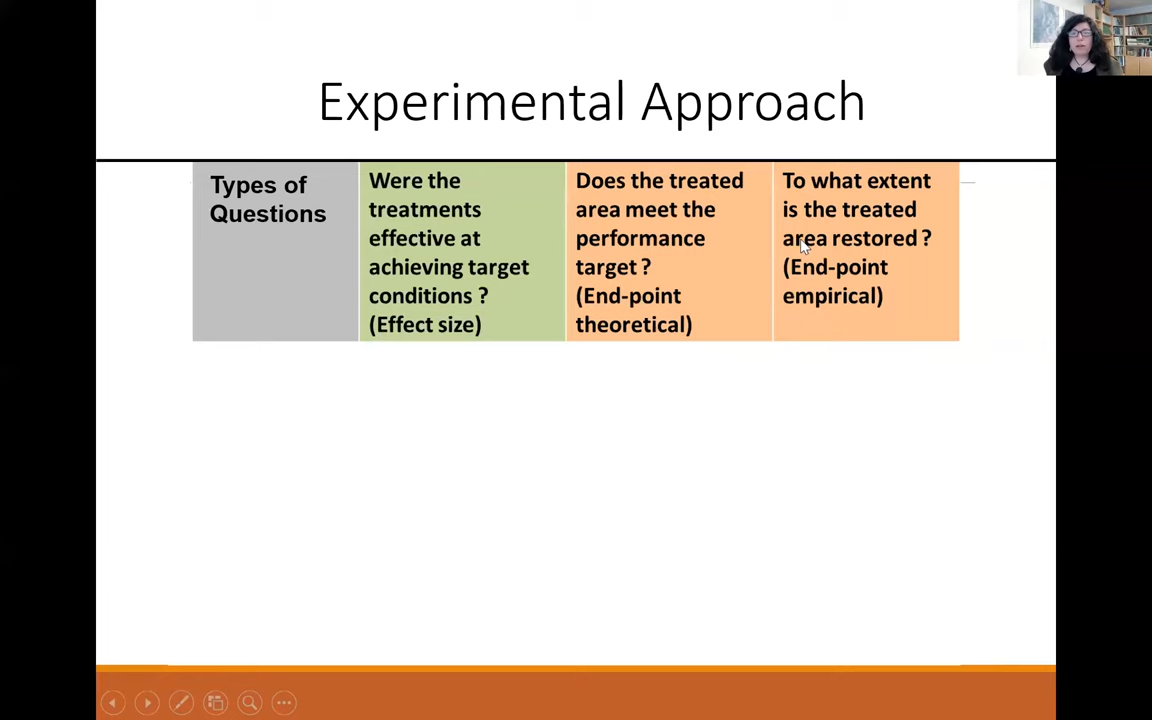 Experimental Approach
Types of
Questions
Were the
treatments
effective at
achieving target
conditions ?
(Effect size)
Does the treated
area meet the
performance
target ?
(End-point
theoretical)
To what extent
is the treated
area restored ?
(End-point
empirical)